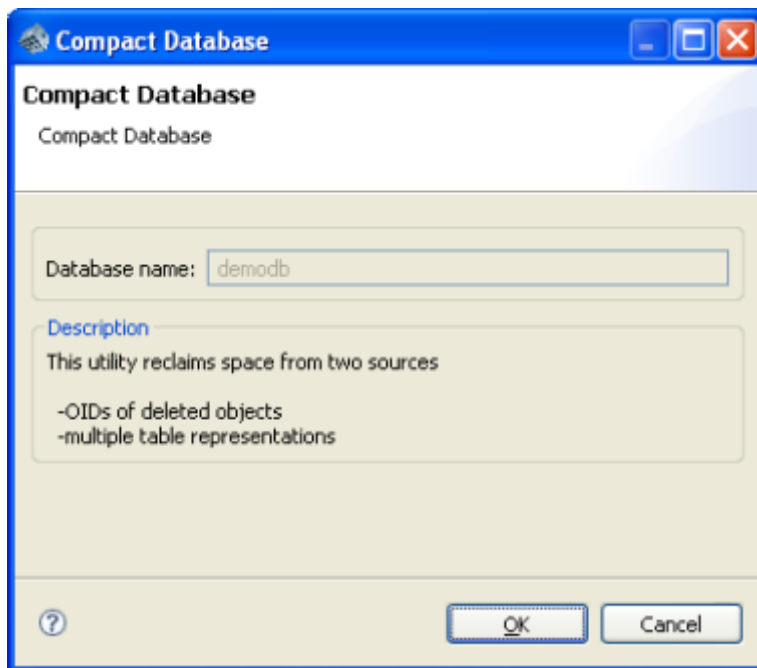 Compact Database
Compact Database
Compact Database
Database name: demodb
Description
This utility reclaims space from two sources
-OIDs of deleted objects
-multiple table representations
?
OK
Cancel